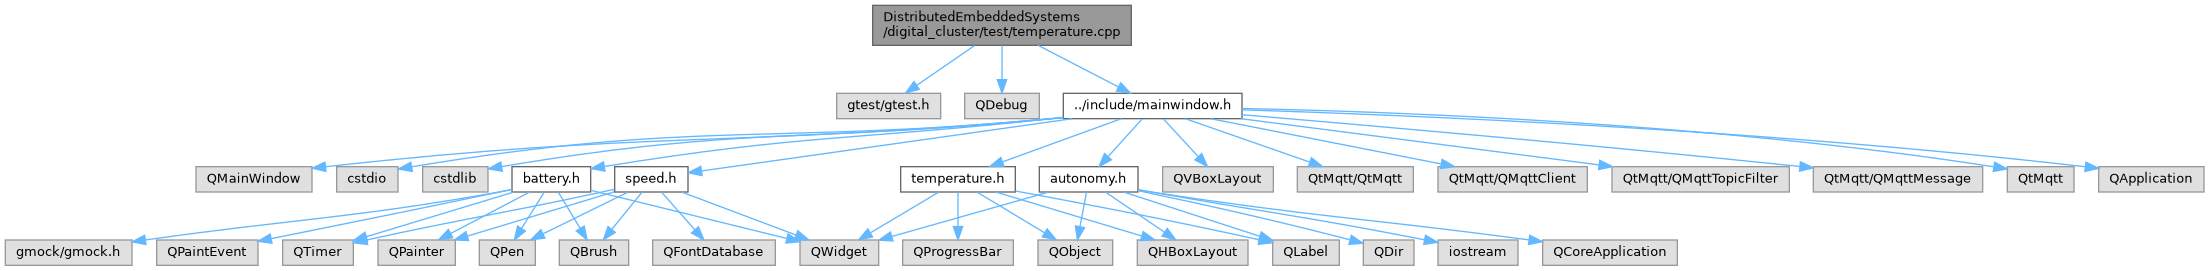 DistributedEmbeddedSystems
/digital_cluster/test/temperature.cpp
gtest/gtest.h
QDebug
../include/mainwindow.h
QMainWindow
cstdio
cstdlib
battery.h
speed.h
temperature.h
autonomy.h
QVBoxLayout
QtMqtt/QtMqtt
QtMqtt/QMqttClient
QtMqtt/QMqttTopicFilter
QtMqtt/QMqttMessage
QtMqtt
QApplication
gmock/gmock.h
QPaintEvent
QTimer
QPainter
QPen
QBrush
QFontDatabase
QWidget
QProgressBar
QObject
QHBoxLayout
QLabel
QDir
iostream
QCoreApplication